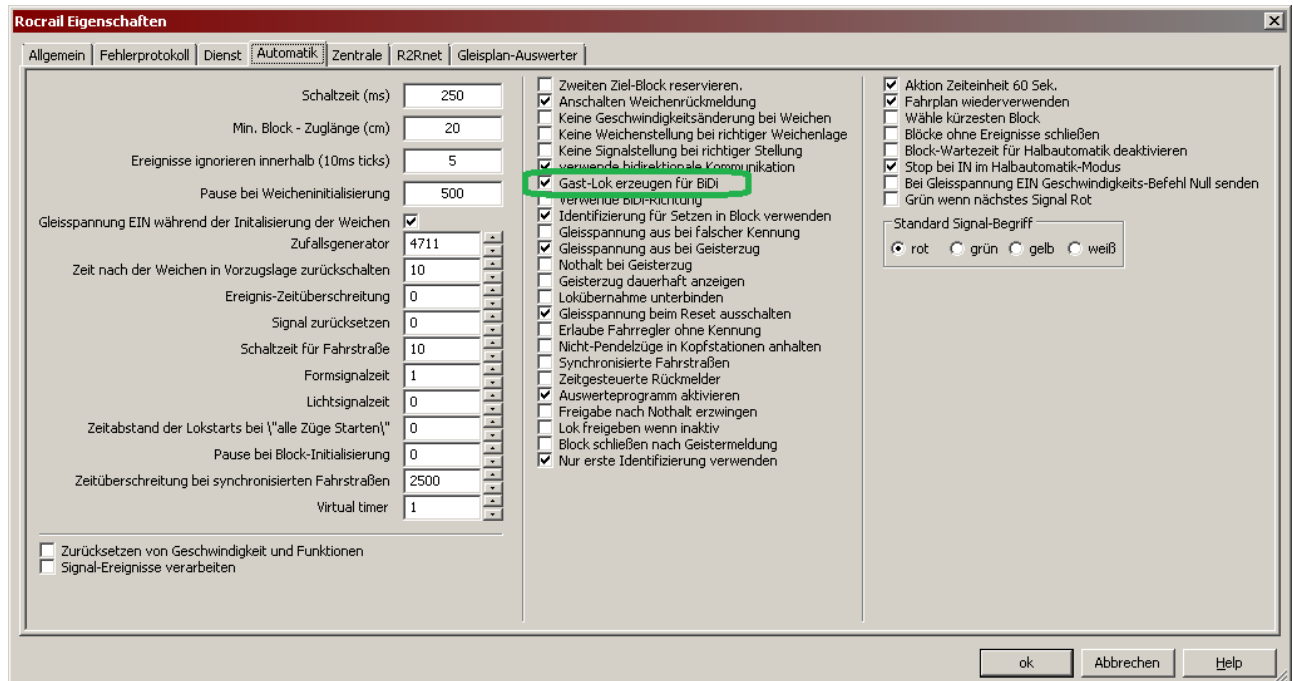 Rocrail Eigenschaften
Allgemein Fehlerprotokoll Dienst Automatik Zentrale R2Rnet Gleisplan-Auswerter
Schaltzeit (ms) 250
Min. Block - Zuglänge (cm) 20
Ereignisse ignorieren innerhalb (10ms ticks) 5
Pause bei Weicheninitialisierung 500
Gleisspannung EIN während der Initalisierung der Weichen
Zufallsgenerator 4711
Zeit nach der Weichen in Vorzugslage zurückschalten 10
Ereignis-Zeitüberschreitung 0
Signal zurücksetzen 0
Schaltzeit für Fahrstraße 10
Formsignalzeit 1
Lichtsignalzeit 0
Zeitabstand der Lokstarts bei \"alle Züge Starten\" 0
Pause bei Block-Initialisierung 0
Zeitüberschreitung bei synchronisierten Fahrstraßen 2500
Virtual timer 1
Zurücksetzen von Geschwindigkeit und Funktionen
Signal-Ereignisse verarbeiten
Zweiten Ziel-Block reservieren.
Anschalten Weichenrückmeldung
Keine Geschwindigkeitsänderung bei Weichen
Keine Weichenstellung bei richtiger Weichenlage
Keine Signalstellung bei richtiger Stellung
verwende bidirektionale Kommunikation
Gast-Lok erzeugen für BiDi
Verwende BiDi-Richtung
Identifizierung für Setzen in Block verwenden
Gleisspannung aus bei falscher Kennung
Gleisspannung aus bei Geisterzug
Nothalt bei Geisterzug
Geisterzug dauerhaft anzeigen
Lokübernahme unterbinden
Gleisspannung beim Reset ausschalten
Erlaube Fahrregler ohne Kennung
Nicht-Pendelzüge in Kopfstationen anhalten
Synchronisierte Fahrstraßen
Zeitgesteuerte Rückmelder
Auswerteprogramm aktivieren
Freigabe nach Nothalt erzwingen
Lok freigeben wenn inaktiv
Block schließen nach Geistermeldung
Nur erste Identifizierung verwenden
Aktion Zeiteinheit 60 Sek.
Fahrplan wiederverwenden
Wähle kürzesten Block
Blöcke ohne Ereignisse schließen
Block-Wartezeit für Halbautomatik deaktivieren
Stop bei IN im Halbautomatik-Modus
Bei Gleisspannung EIN Geschwindigkeits-Befehl Null senden
Grün wenn nächstes Signal Rot
Standard Signal-Begriff
rot grün gelb weiß
ok Abbrechen Help